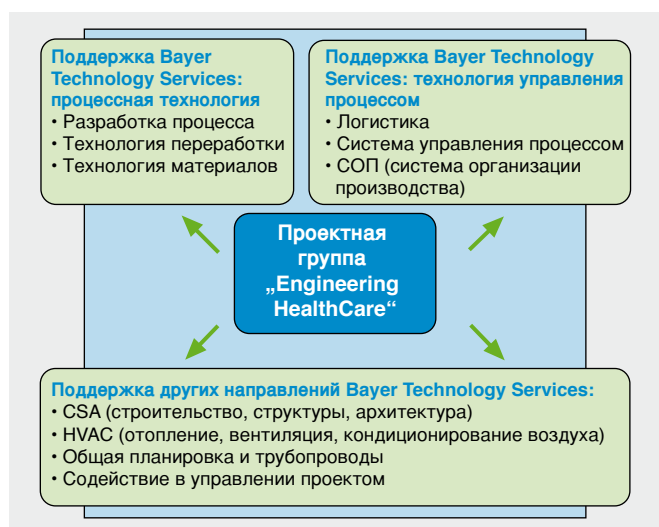 Поддержка Bayer
Technology Services:
процессная технология
• Разработка процесса
• Технология переработки
• Технология материалов
Поддержка Bayer Technology
Services: технология управления
процессом
• Логистика
• Система управления процессом
• СОП (система организации
производства)
Проектная
группа
„Engineering
HealthCare“
Поддержка других направлений Bayer Technology Services:
• CSA (строительство, структуры, архитектура)
• HVAC (отопление, вентиляция, кондиционирование воздуха)
• Общая планировка и трубопроводы
• Содействие в управлении проектом